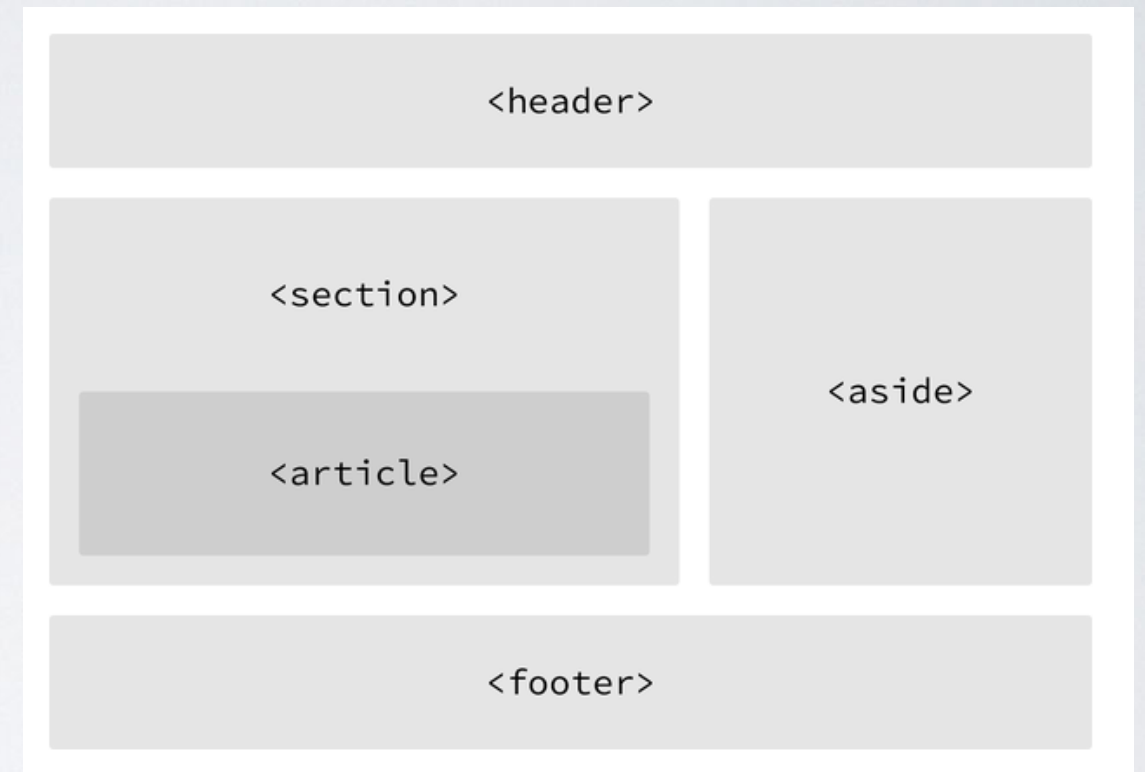 <header>
<section>
<article>
<aside>
<footer>